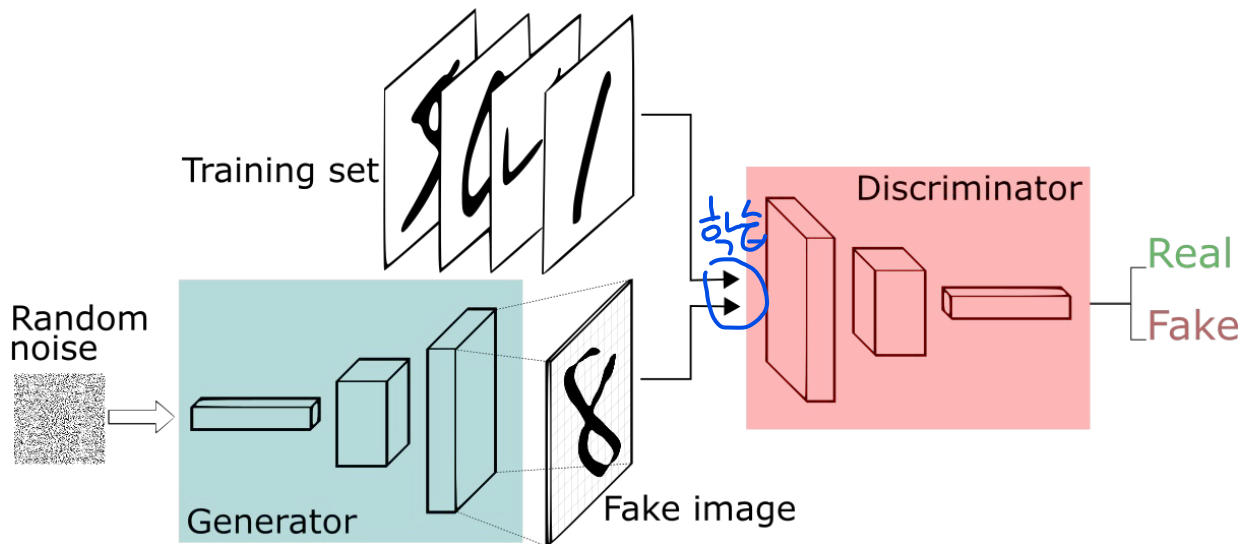 Training set
Discriminator
학습
Real
Fake
Random
noise
Generator
Fake image